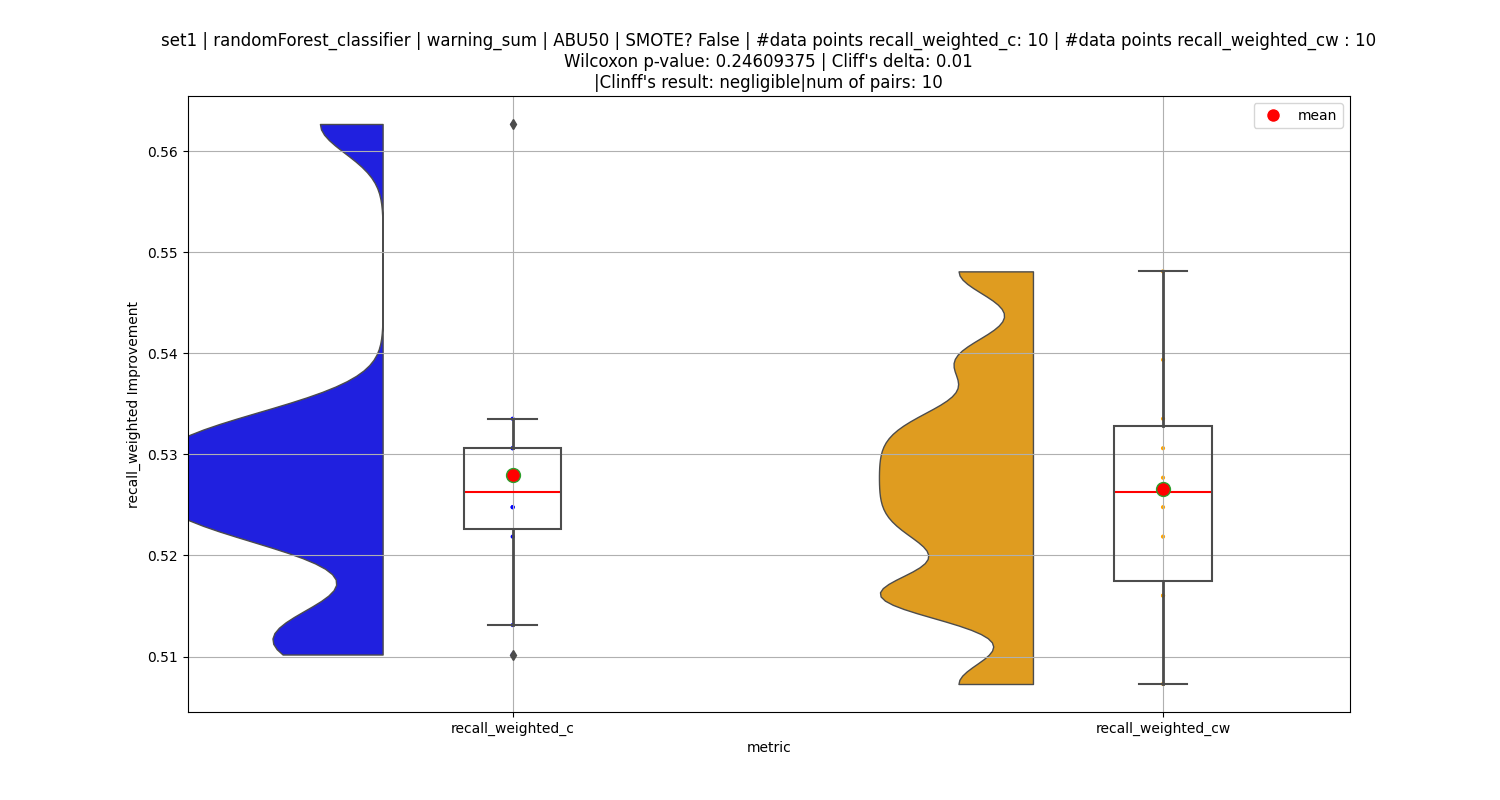 set1 | randomForest_classifier | warning_sum | ABU50 | SMOTE? False | #data points recall_weighted_c: 10 | #data points recall_weighted_cw : 10
Wilcoxon p-value: 0.24609375 | Cliff's delta: 0.01
|Clinff's result: negligible|num of pairs: 10
mean
0.56
0.55
0.54
0.53
0.52
0.51
recall_weighted Improvement
recall_weighted_c
recall_weighted_cw
metric